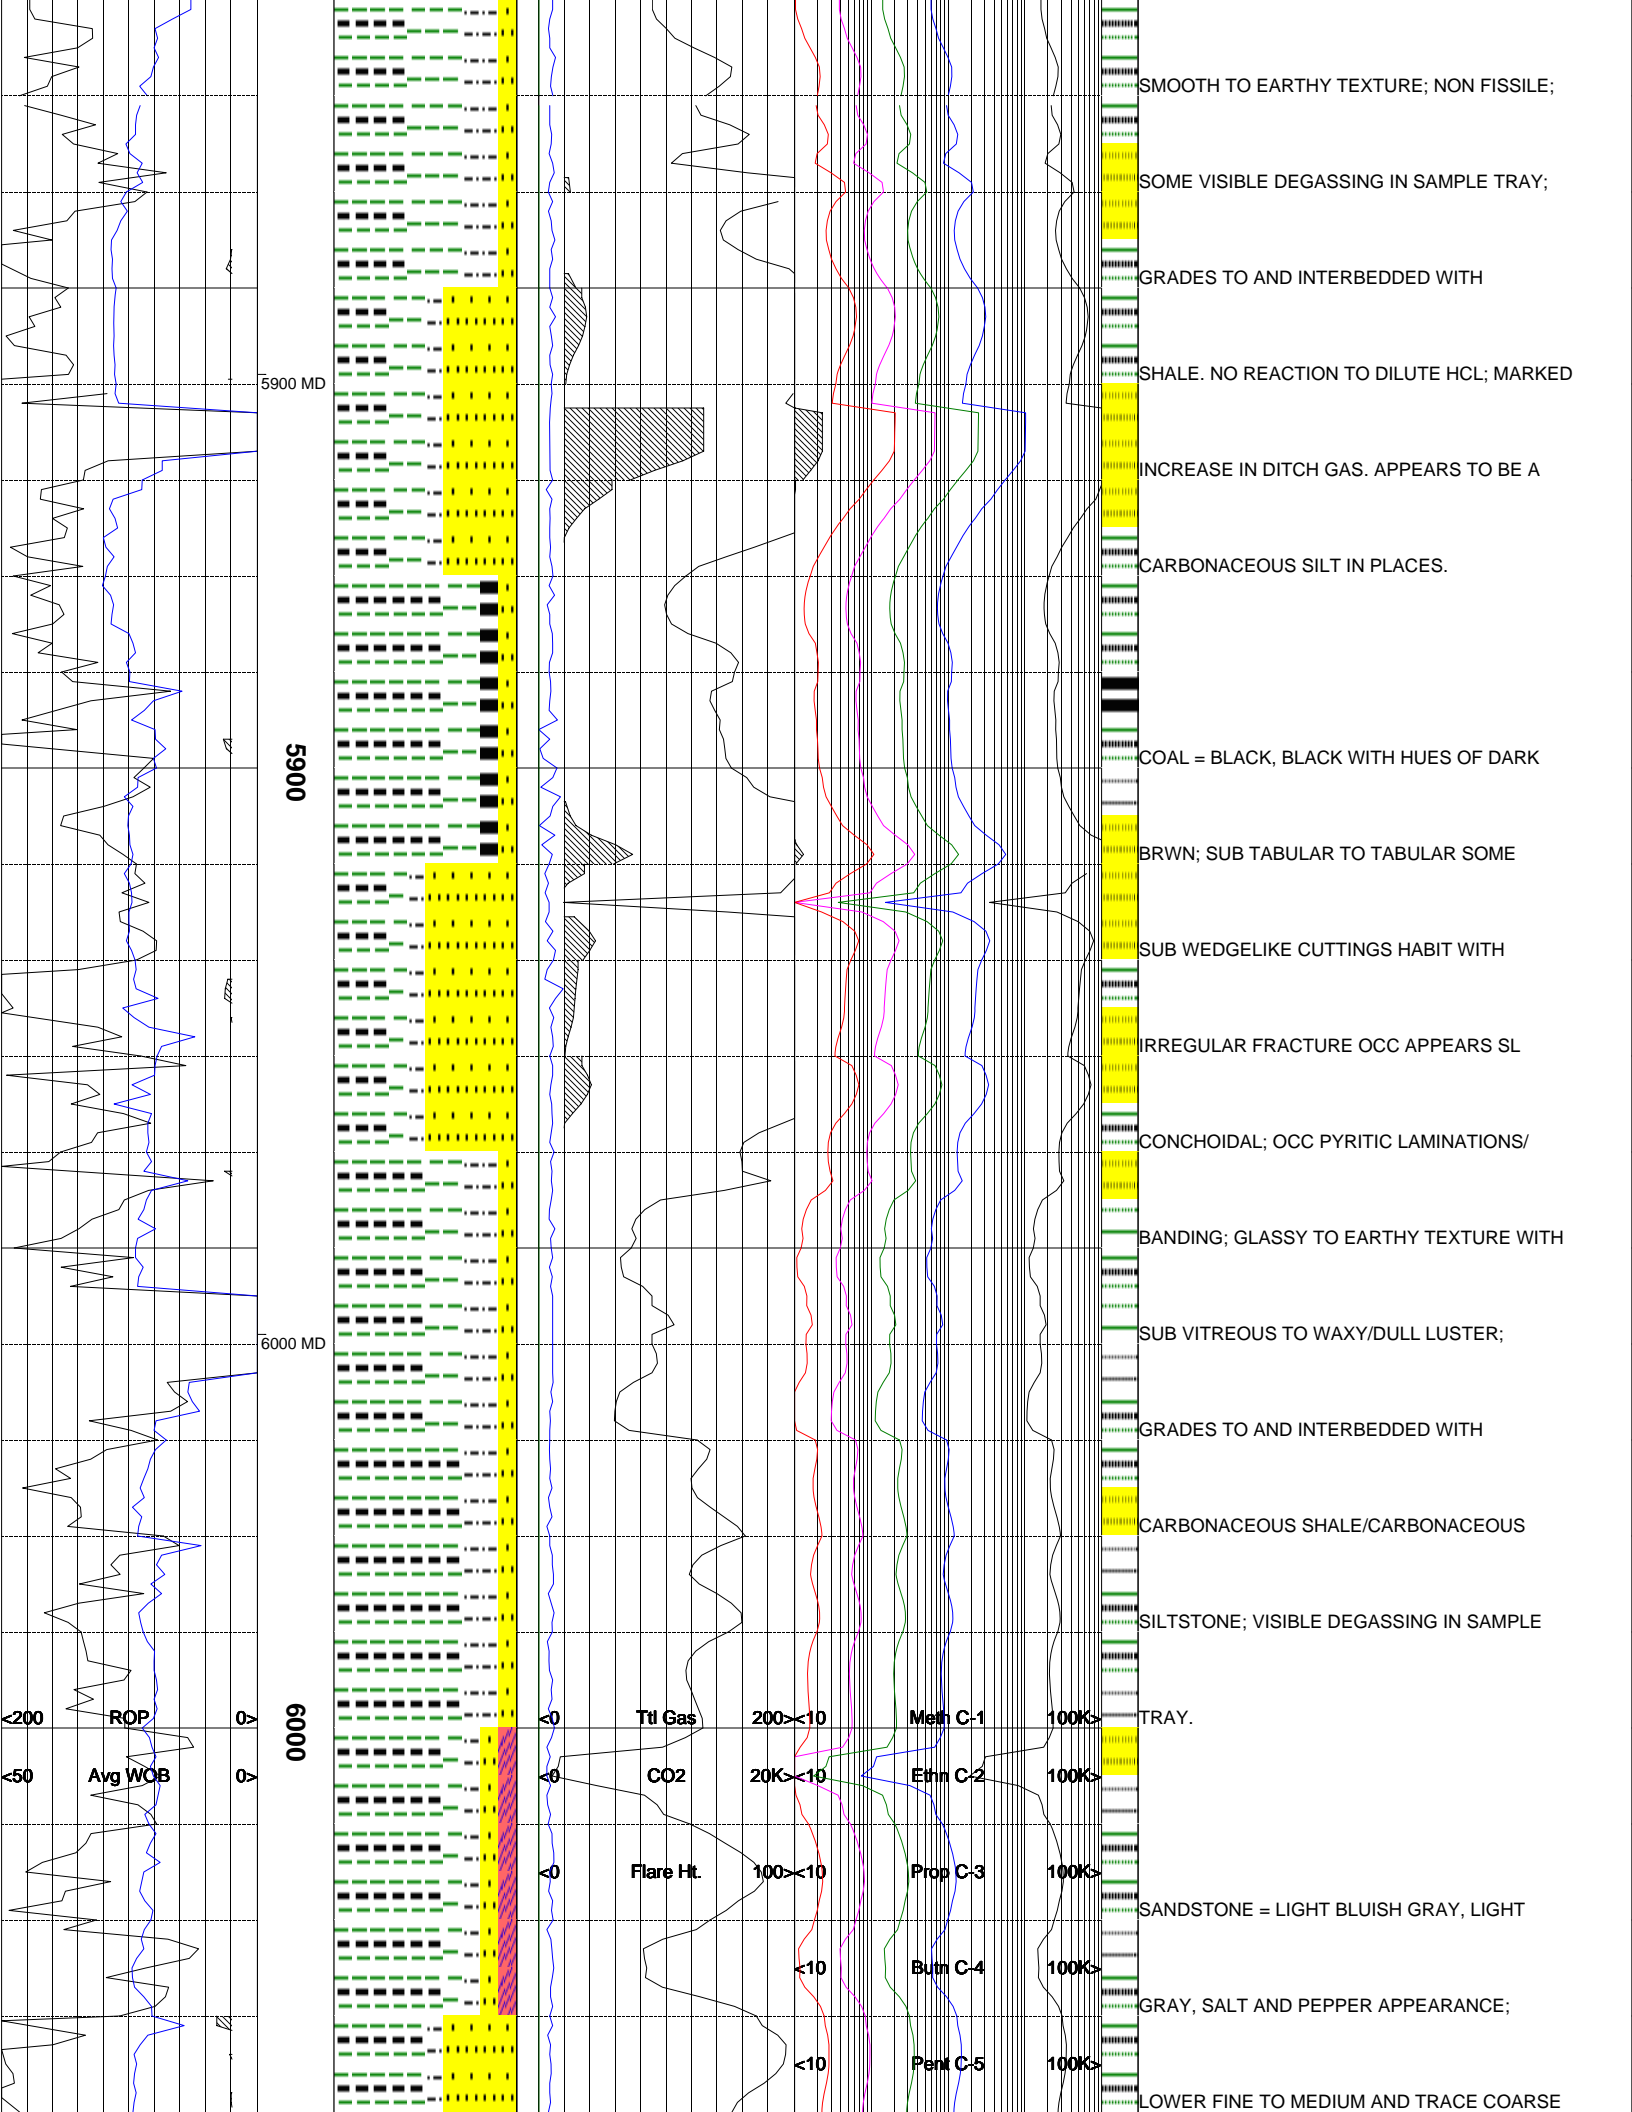 SMOOTH TO EARTHY TEXTURE; NON FISSILE;
SOME VISIBLE DEGASSING IN SAMPLE TRAY;
GRADES TO AND INTERBEDDED WITH
5900 MD
SHALE. NO REACTION TO DILUTE HCL; MARKED
INCREASE IN DITCH GAS. APPEARS TO BE A
CARBONACEOUS SILT IN PLACES.
5900
COAL = BLACK, BLACK WITH HUES OF DARK
BRWN; SUB TABULAR TO TABULAR SOME
SUB WEDGELIKE CUTTINGS HABIT WITH
IRREGULAR FRACTURE OCC APPEARS SL
CONCHOIDAL; OCC PYRITIC LAMINATIONS/
BANDING; GLASSY TO EARTHY TEXTURE WITH
6000 MD
SUB VITREOUS TO WAXY/DULL LUSTER;
GRADES TO AND INTERBEDDED WITH
CARBONACEOUS SHALE/CARBONACEOUS
SILTSTONE; VISIBLE DEGASSING IN SAMPLE
<200 ROP 0> <0 Ttl Gas 200> <10 Meth C-1 100K> TRAY.
6000
<50 Avg WOB 0> <0 CO2 20K> <10 Ethn C-2 100K>
<0 Flare Ht. 100> <10 Prop C-3 100K>
SANDSTONE = LIGHT BLUISH GRAY, LIGHT
<10 Butn C-4 100K>
GRAY, SALT AND PEPPER APPEARANCE;
<10 Pent C-5 100K>
LOWER FINE TO MEDIUM AND TRACE COARSE